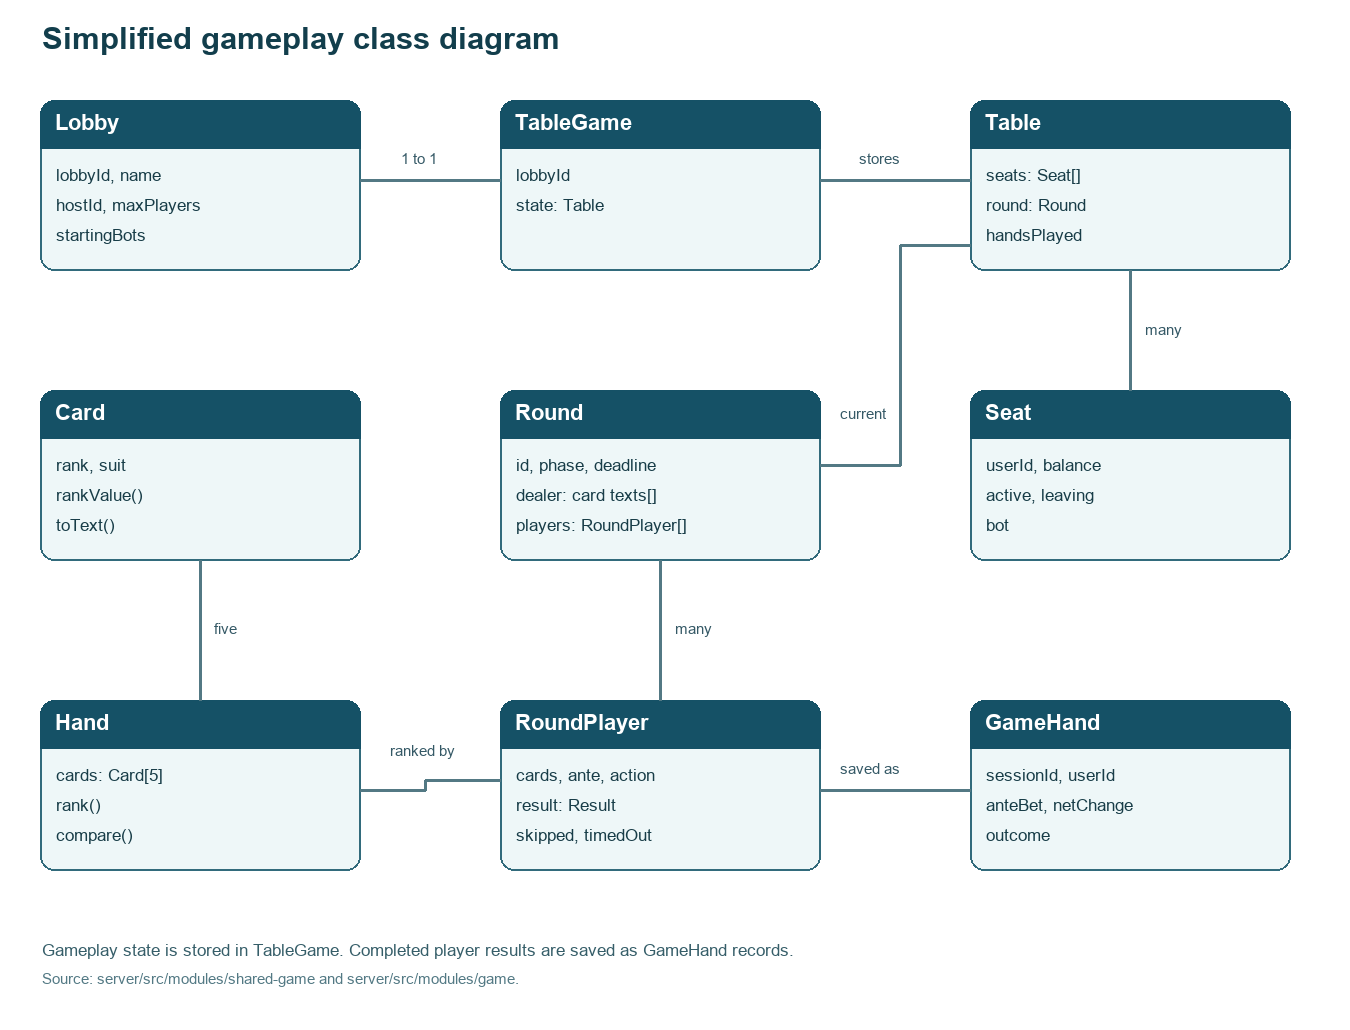 Simplified gameplay class diagram
Lobby
lobbyId, name
hostId, maxPlayers
startingBots
1 to 1
TableGame
lobbyId
state: Table
stores
Table
seats: Seat[]
round: Round
handsPlayed
many
current
Card
rank, suit
rankValue()
toText()
Round
id, phase, deadline
dealer: card texts[]
players: RoundPlayer[]
Seat
userId, balance
active, leaving
bot
five
many
Hand
cards: Card[5]
rank()
compare()
ranked by
RoundPlayer
cards, ante, action
result: Result
skipped, timedOut
saved as
GameHand
sessionId, userId
anteBet, netChange
outcome
Gameplay state is stored in TableGame. Completed player results are saved as GameHand records.
Source: server/src/modules/shared-game and server/src/modules/game.